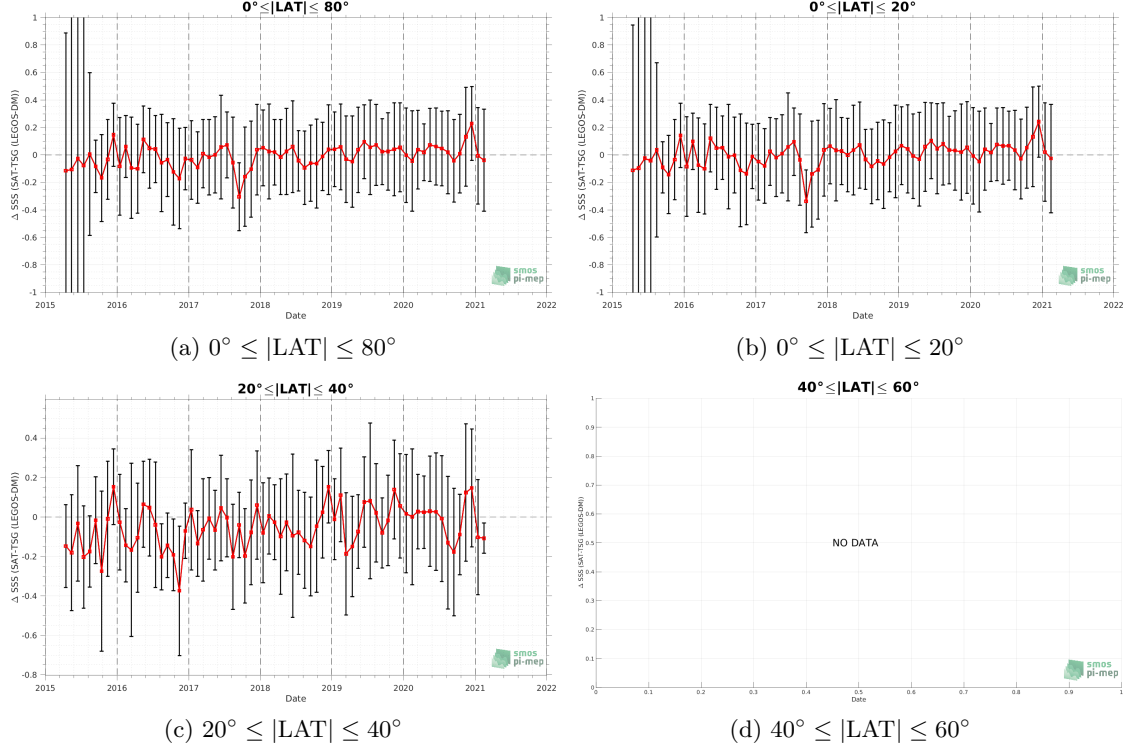 0°≤|LAT|≤ 80°
Δ SSS (SAT-TSG (LEGOS-DM))
1
0.8
0.6
0.4
0.2
0
-0.2
-0.4
-0.6
-0.8
-1
2015 2016 2017 2018 2019 2020 2021 2022
Date
smos
pi-mep
(a) 0° ≤ |LAT| ≤ 80°
0°≤|LAT|≤ 20°
Δ SSS (SAT-TSG (LEGOS-DM))
1
0.8
0.6
0.4
0.2
0
-0.2
-0.4
-0.6
-0.8
-1
2015 2016 2017 2018 2019 2020 2021 2022
Date
smos
pi-mep
(b) 0° ≤ |LAT| ≤ 20°
20°≤|LAT|≤ 40°
Δ SSS (SAT-TSG (LEGOS-DM))
0.4
0.2
0
-0.2
-0.4
-0.6
-0.8
2015 2016 2017 2018 2019 2020 2021 2022
Date
smos
pi-mep
(c) 20° ≤ |LAT| ≤ 40°
40°≤|LAT|≤ 60°
Δ SSS (SAT-TSG (LEGOS-DM))
1
0.9
0.8
0.7
0.6
0.5
0.4
0.3
0.2
0.1
0
NO DATA
0 0.1 0.2 0.3 0.4 0.5 0.6 0.7 0.8 0.9 1
Date
smos
pi-mep
(d) 40° ≤ |LAT| ≤ 60°